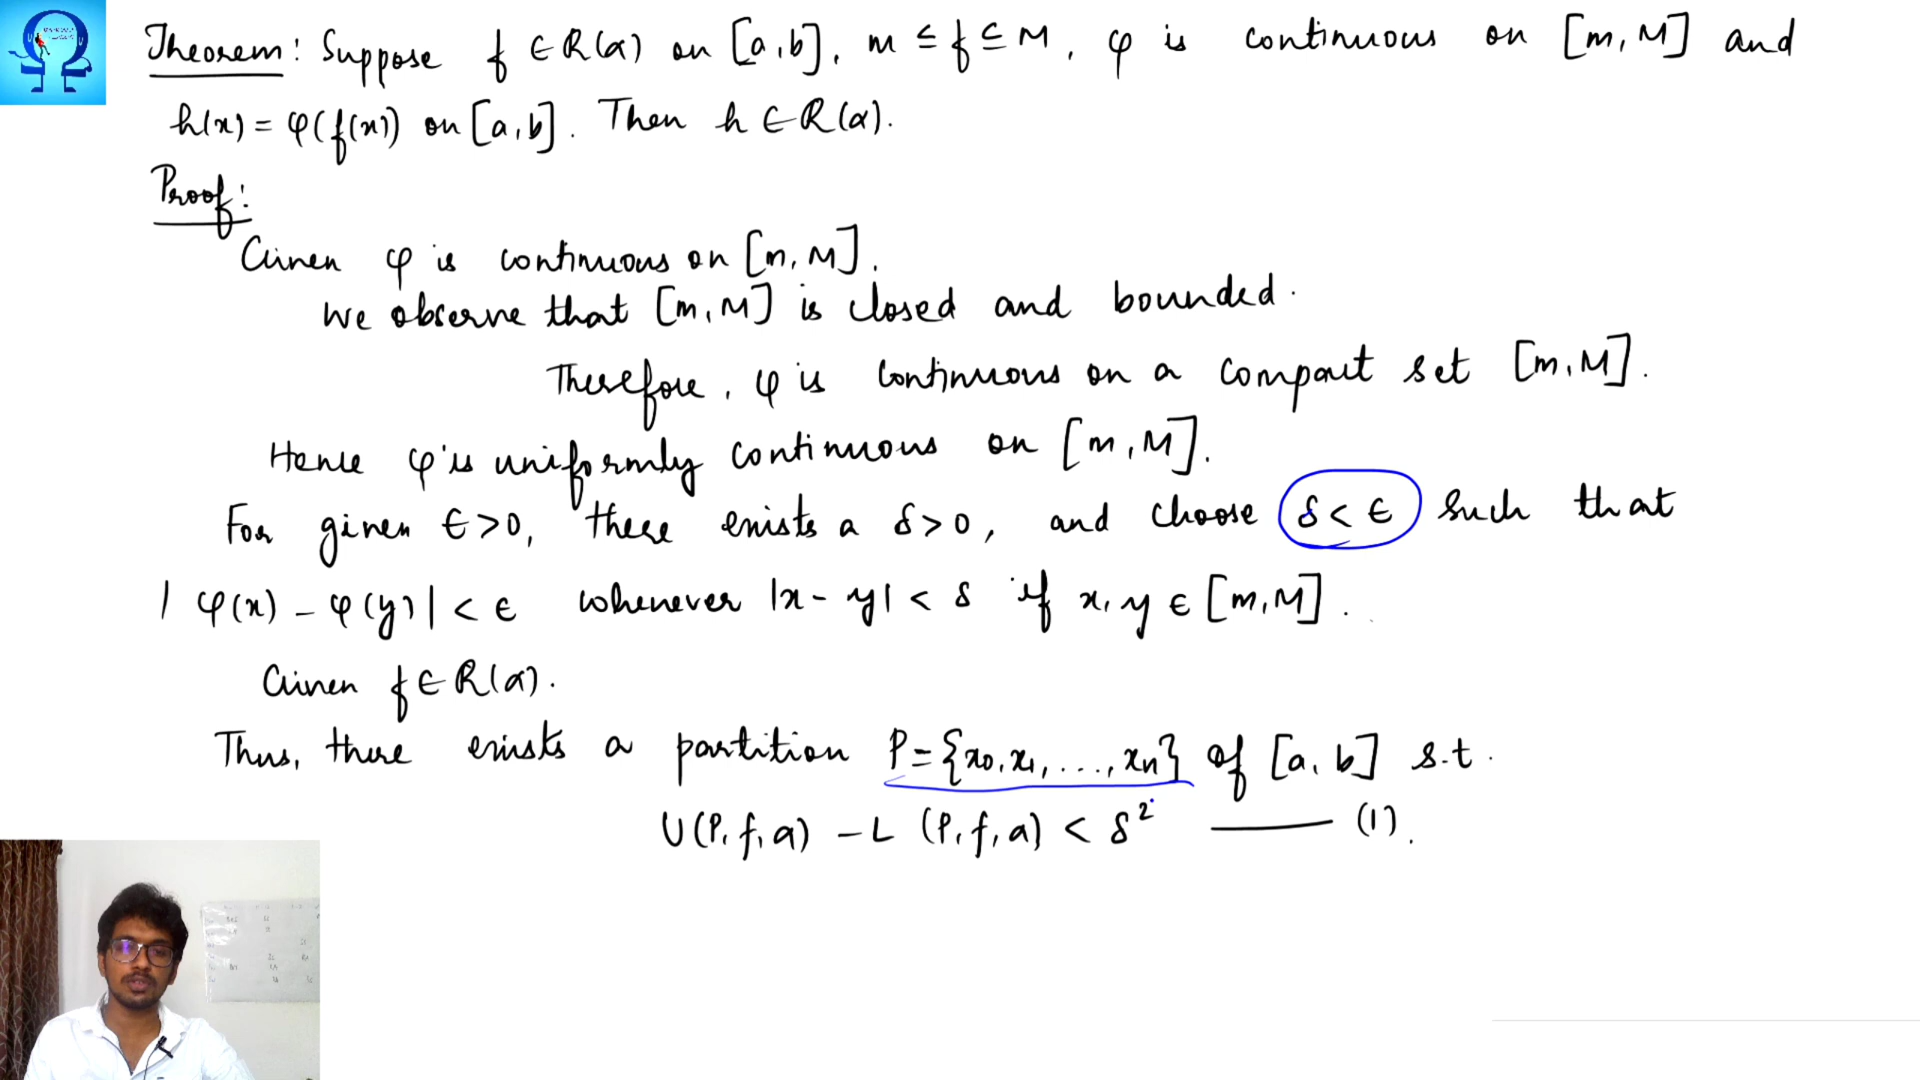 Theorem: Suppose f ∈ R(α) on [a,b], m ≤ f ≤ M, φ is continuous on [m, M] and
h(x) = φ(f(x)) on [a,b]. Then h ∈ R(α).
Proof:
Given φ is continuous on [m, M].
We observe that [m, M] is closed and bounded.
Therefore, φ is continuous on a compact set [m, M].
Hence φ is uniformly continuous on [m, M].
For given ϵ > 0, there exists a δ > 0, and choose δ < ϵ such that
| φ(x) - φ(y) | < ϵ whenever |x - y| < δ if x, y ∈ [m, M].
Given f ∈ R(α).
Thus, there exists a partition P = {x0, x1, ..., xn} of [a, b] s.t.
U(P, f, α) - L(P, f, α) < δ² —— (1).